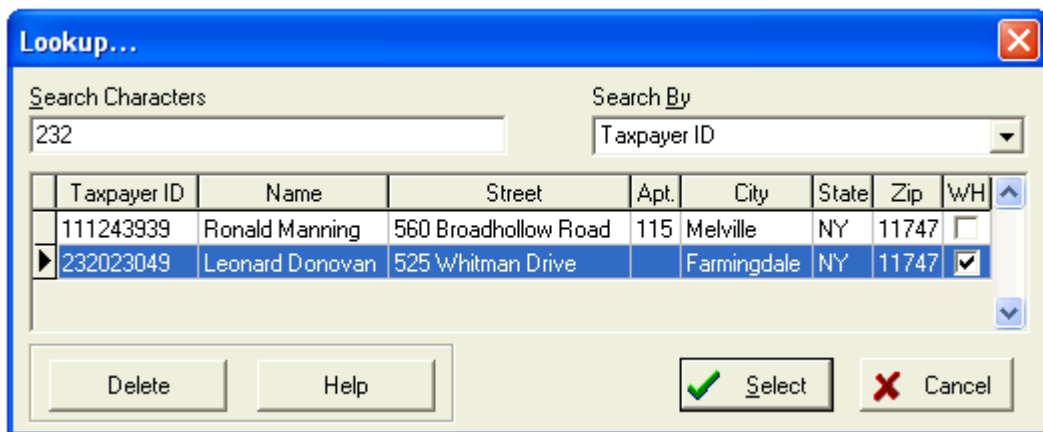 Lookup...
Search Characters Search By
232 Taxpayer ID
Taxpayer ID Name Street Apt. City State Zip WH
111243939 Ronald Manning 560 Broadhollow Road 115 Melville NY 11747
232023049 Leonard Donovan 525 Whitman Drive Farmingdale NY 11747
Delete Help Select Cancel